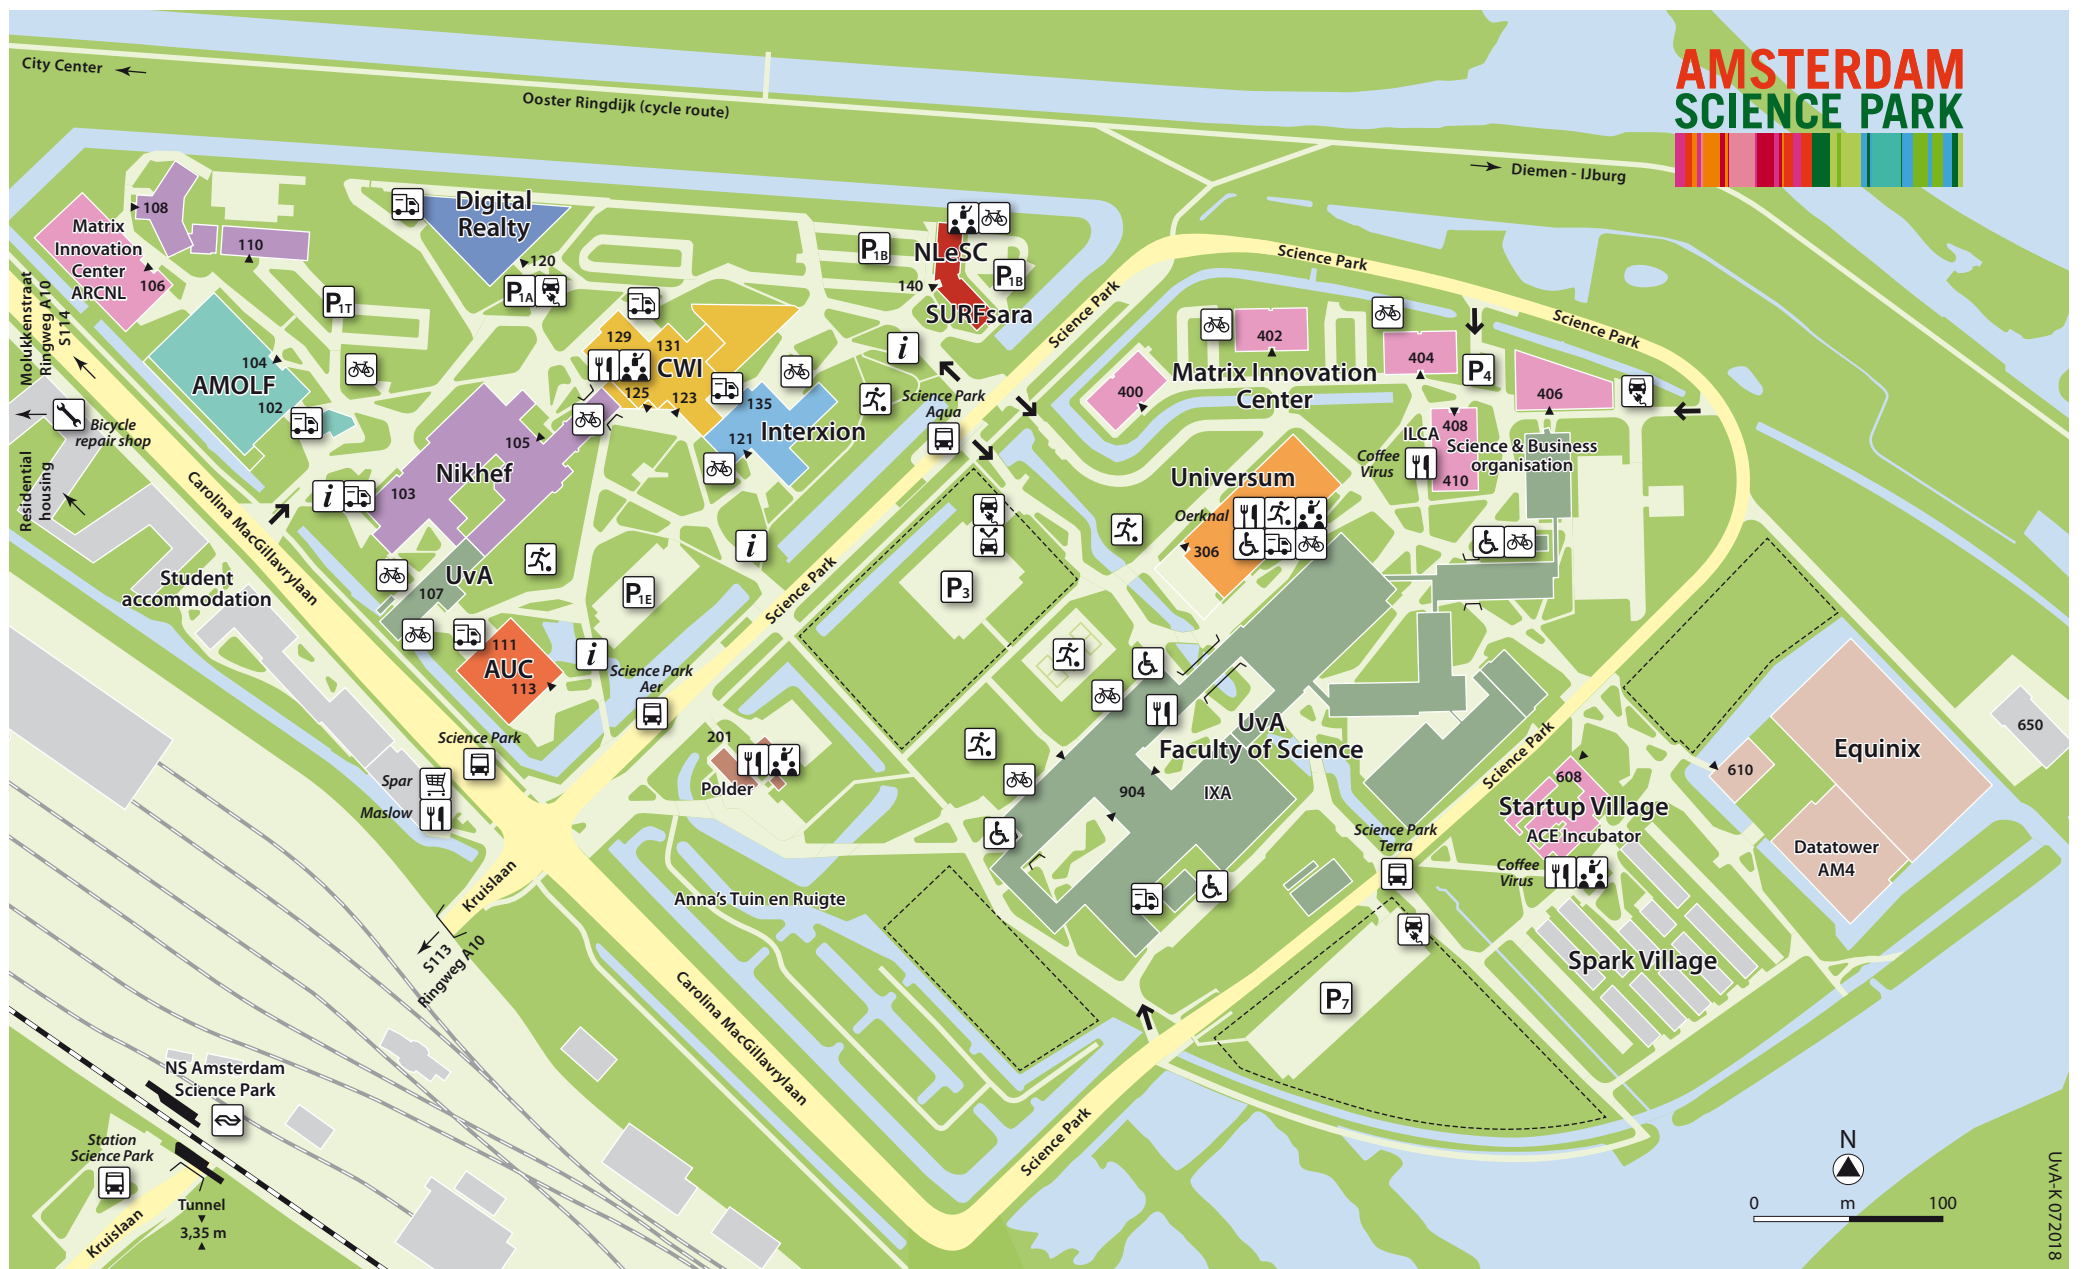 AMSTERDAM
SCIENCE PARK
City Center
Ooster Ringdijk (cycle route)
Diemen - IJburg
Matrix
Innovation
Center
ARCNL
106
108
110
Digital
Realty
120
P1A
P1T
P1B
NLeSC
P1B
140
SURFsara
i
Science Park
Science Park
Science Park
Molukkenstraat
Ringweg A10
S114
104
AMOLF
102
Bicycle
repair shop
Residential
housing
129
131
CWI
125
123
135
121
Interxion
Science Park
Aqua
105
Nikhef
103
i
i
Carolina MacGillavrylaan
Student
accommodation
UvA
107
P1E
111
AUC
113
i
Science Park
Aer
Science Park
Science Park
Spar
Maslow
400
402
404
P4
406
Matrix Innovation
Center
408
ILCA
Science & Business
organisation
Coffee
Virus
410
Universum
Oerknal
306
P3
201
Polder
UvA
Faculty of Science
904
IXA
Science Park
608
Startup Village
ACE Incubator
Coffee
Virus
Science Park
Terra
Spark Village
610
Equinix
Datatower
AM4
650
P7
Anna's Tuin en Ruigte
Kruislaan
S113
Ringweg A10
Carolina MacGillavrylaan
Science Park
NS Amsterdam
Science Park
Station
Science Park
Tunnel
3,35 m
Kruislaan
N
0 m 100
UvA-K 072018